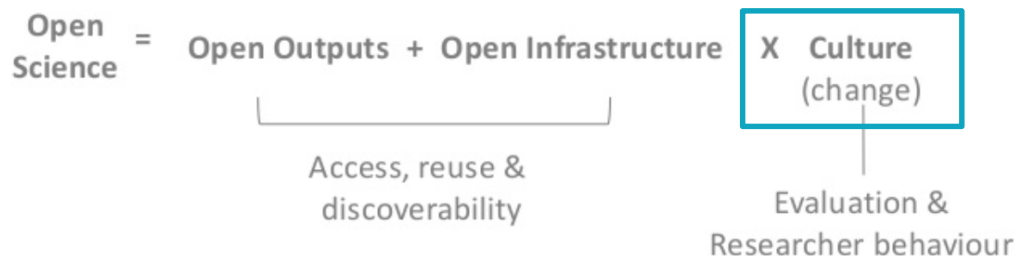 Open Science = Open Outputs + Open Infrastructure X Culture
(change)
Access, reuse &
discoverability
Evaluation &
Researcher behaviour